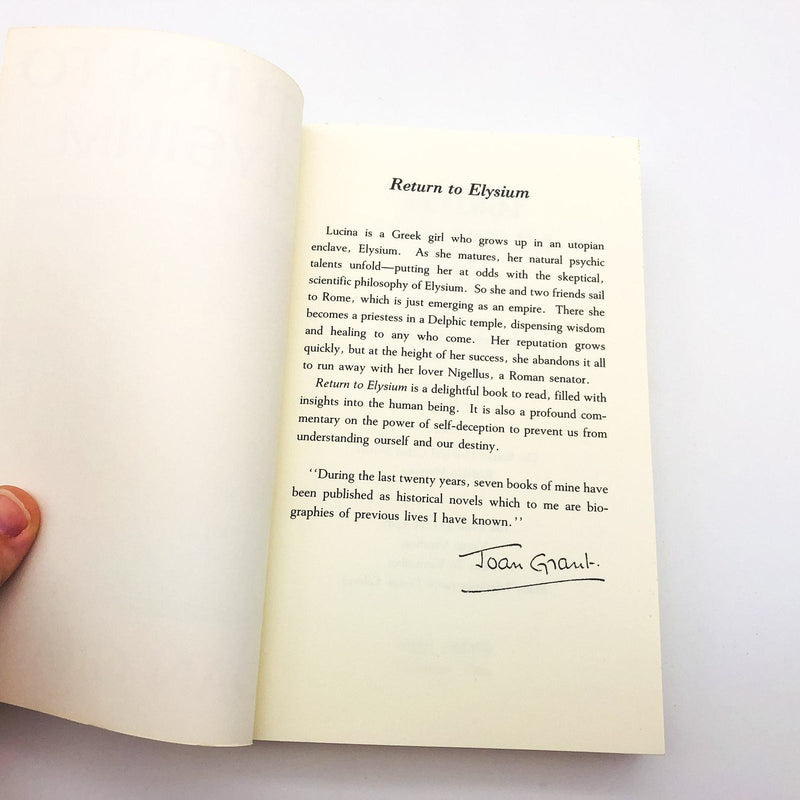 Return to Elysium
Lucina is a Greek girl who grows up in an utopian
enclave, Elysium. As she matures, her natural psychic
talents unfold—putting her at odds with the skeptical,
scientific philosophy of Elysium. So she and two friends sail
to Rome, which is just emerging as an empire. There she
becomes a priestess in a Delphic temple, dispensing wisdom
and healing to any who come. Her reputation grows
quickly, but at the height of her success, she abandons it all
to run away with her lover Nigellus, a Roman senator.
Return to Elysium is a delightful book to read, filled with
insights into the human being. It is also a profound com-
mentary on the power of self-deception to prevent us from
understanding ourself and our destiny.
‘‘During the last twenty years, seven books of mine have
been published as historical novels which to me are bio-
graphies of previous lives I have known.’’
Joan Grant.